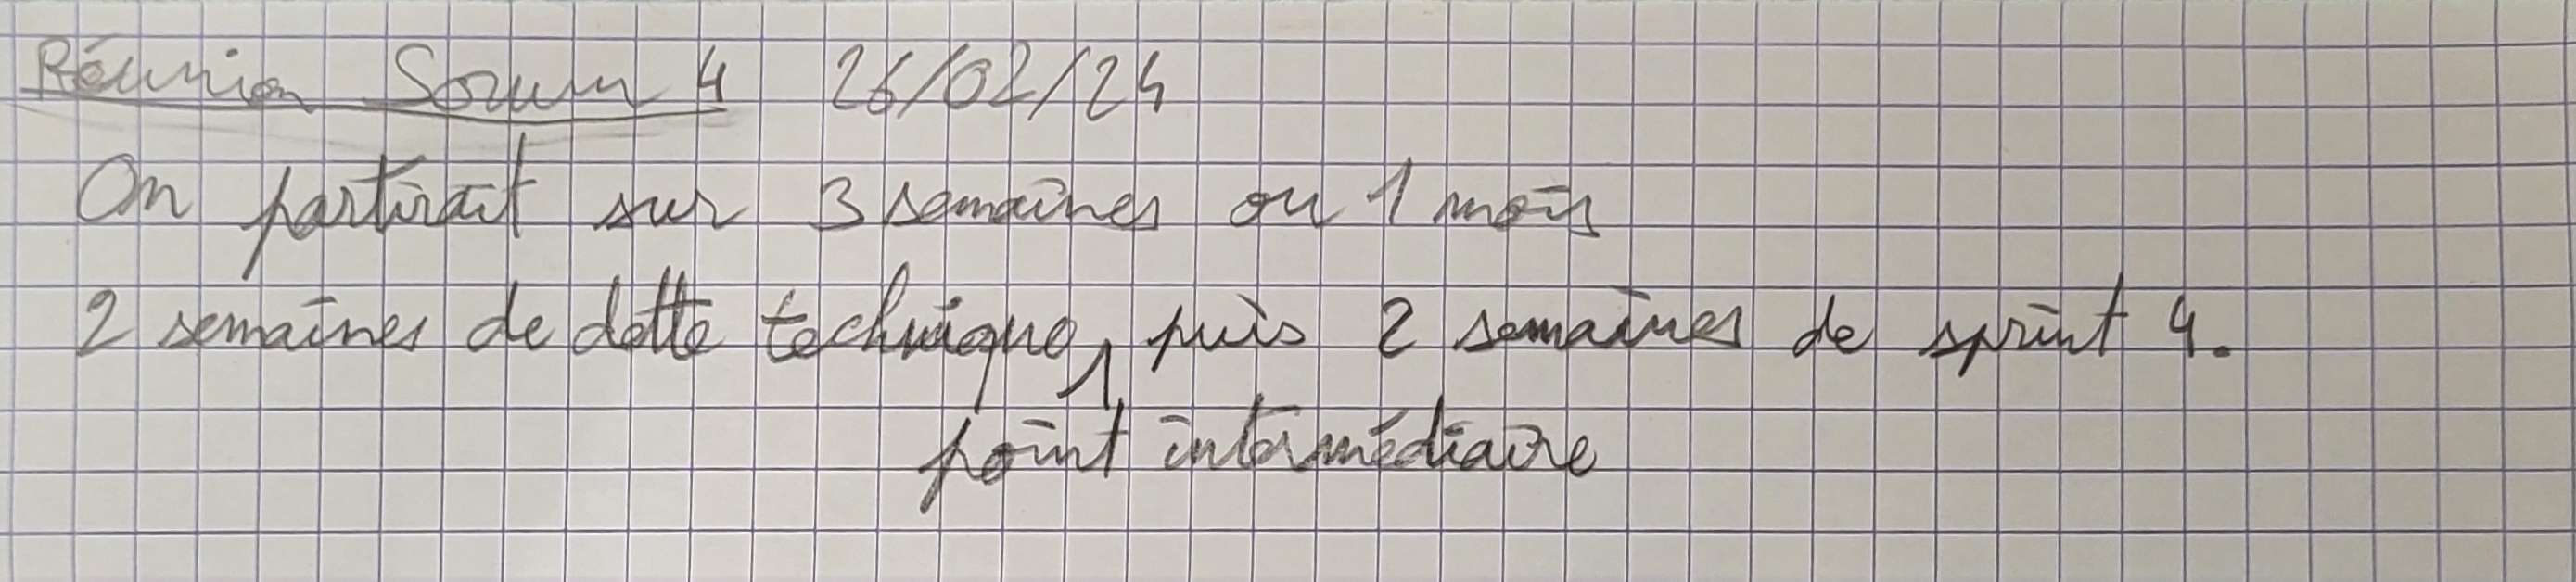 Réunion Scrum 4 26/02/24
On partirait sur 3 semaines ou 1 mois
2 semaines de dette technique, puis 2 semaines de sprint 4.
point intermédiaire